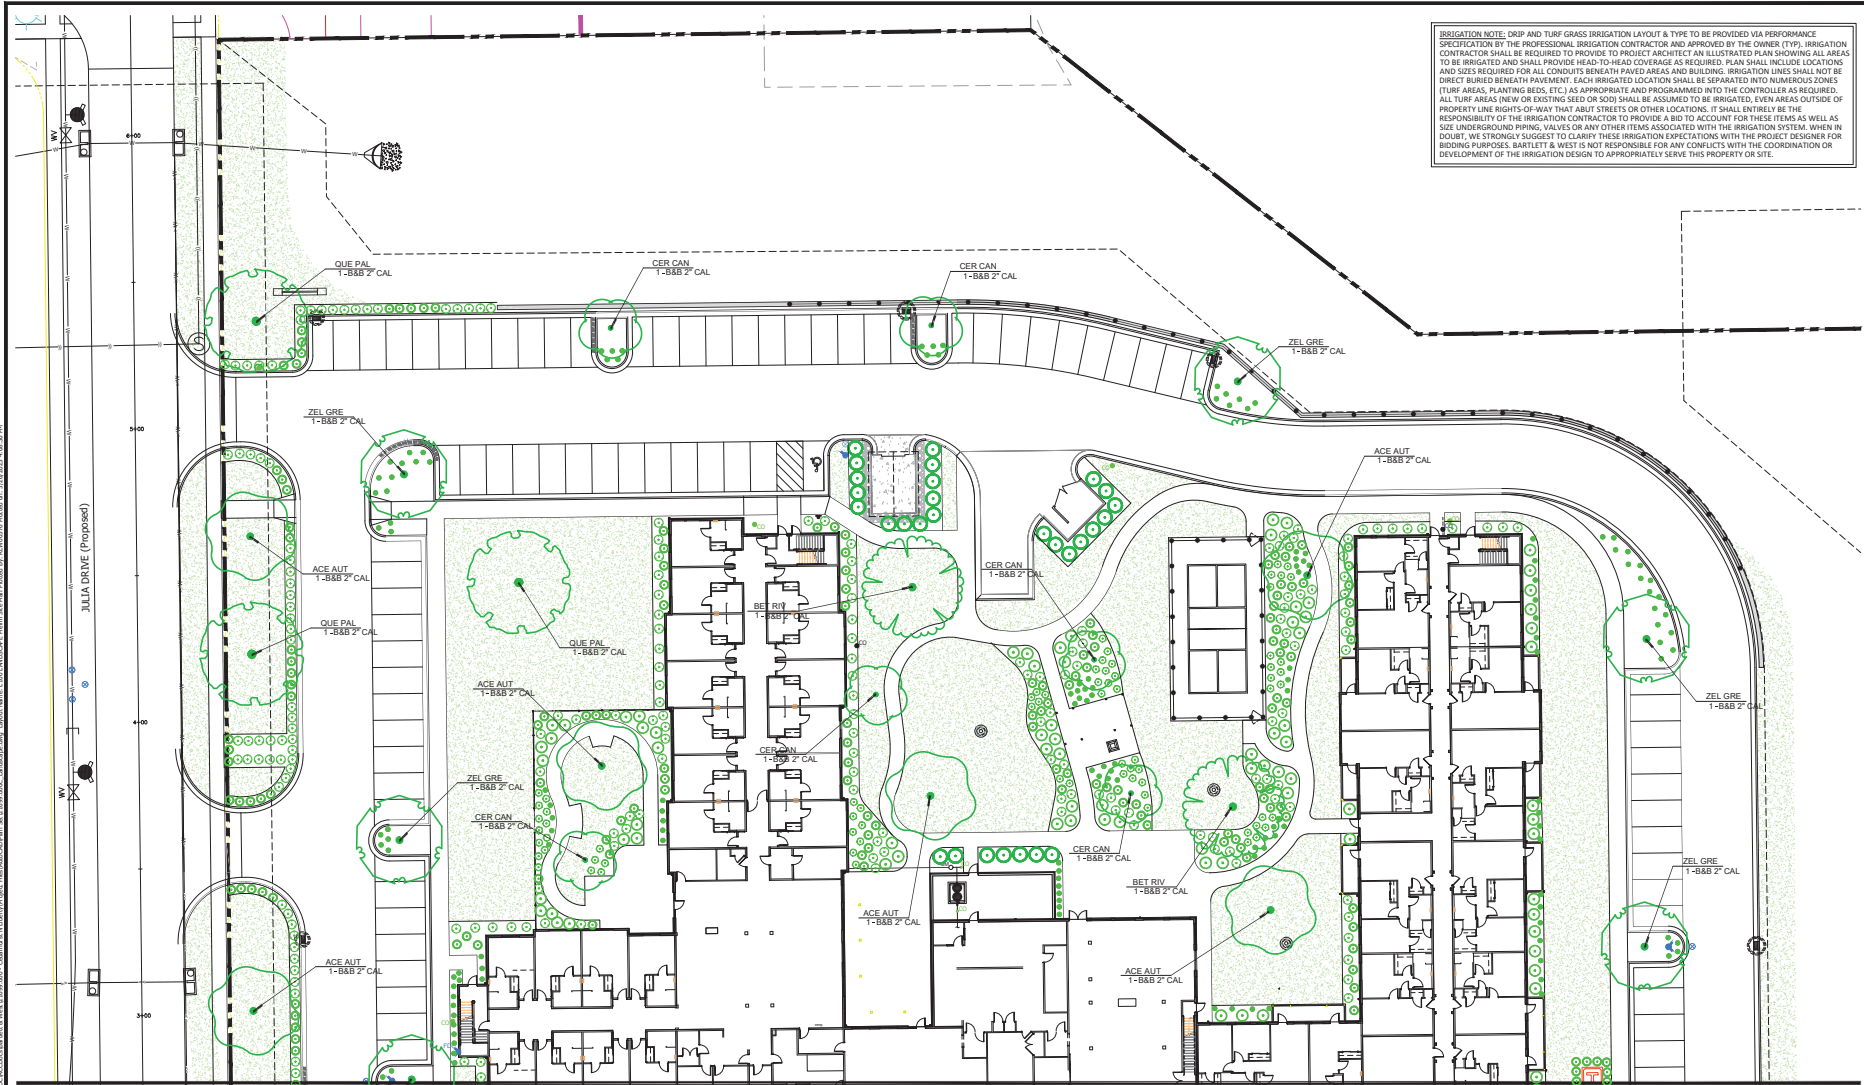 IRRIGATION NOTE: DRIP AND TURF GRASS IRRIGATION LAYOUT & TYPE TO BE PROVIDED VIA PERFORMANCE
SPECIFICATION BY THE PROFESSIONAL IRRIGATION CONTRACTOR AND APPROVED BY THE OWNER (TYP). IRRIGATION
CONTRACTOR SHALL BE REQUIRED TO PROVIDE TO PROJECT ARCHITECT AN ILLUSTRATED PLAN SHOWING ALL AREAS
TO BE IRRIGATED AND SHALL PROVIDE HEAD-TO-HEAD COVERAGE AS REQUIRED. PLAN SHALL INCLUDE LOCATIONS
AND SIZES REQUIRED FOR ALL CONDUITS BENEATH PAVED AREAS AND BUILDING. IRRIGATION LINES SHALL NOT BE
DIRECT BURIED BENEATH PAVEMENT. EACH IRRIGATED LOCATION SHALL BE SEPARATED INTO NUMEROUS ZONES
(TURF AREAS, PLANTING BEDS, ETC.) AS APPROPRIATE AND PROGRAMMED INTO THE CONTROLLER AS REQUIRED.
ALL TURF AREAS (NEW OR EXISTING SEED OR SOD) SHALL BE ASSUMED TO BE IRRIGATED, EVEN AREAS OUTSIDE OF
PROPERTY LINE RIGHTS-OF-WAY THAT ABUT STREETS OR OTHER LOCATIONS. IT SHALL ENTIRELY BE THE
RESPONSIBILITY OF THE IRRIGATION CONTRACTOR TO PROVIDE A BID TO ACCOUNT FOR THESE ITEMS AS WELL AS
SIZE UNDERGROUND PIPING, VALVES OR ANY OTHER ITEMS ASSOCIATED WITH THE IRRIGATION SYSTEM. WHEN IN
DOUBT, WE STRONGLY SUGGEST TO CLARIFY THESE IRRIGATION EXPECTATIONS WITH THE PROJECT DESIGNER FOR
BIDDING PURPOSES. BARTLETT & WEST IS NOT RESPONSIBLE FOR ANY CONFLICTS WITH THE COORDINATION OR
DEVELOPMENT OF THE IRRIGATION DESIGN TO APPROPRIATELY SERVE THIS PROPERTY OR SITE.
WV
6+00
QUE PAL
1-B&B 2" CAL
CER CAN
1-B&B 2" CAL
CER CAN
1-B&B 2" CAL
ZEL GRE
1-B&B 2" CAL
ZEL GRE
1-B&B 2" CAL
5+00
ACE AUT
1-B&B 2" CAL
JULIA DRIVE (Proposed)
CO
CO
ACE AUT
1-B&B 2" CAL
CER CAN
1-B&B 2" CAL
BET RIV
1-B&B 2" CAL
QUE PAL
1-B&B 2" CAL
QUE PAL
1-B&B 2" CAL
CO
ACE AUT
1-B&B 2" CAL
ZEL GRE
1-B&B 2" CAL
4+00
CER CAN
1-B&B 2" CAL
WV
ZEL GRE
1-B&B 2" CAL
CER CAN
1-B&B 2" CAL
CER CAN
1-B&B 2" CAL
ZEL GRE
1-B&B 2" CAL
BET RIV
1-B&B 2" CAL
ACE AUT
1-B&B 2" CAL
ACE AUT
1-B&B 2" CAL
ACE AUT
1-B&B 2" CAL
3+00
CO